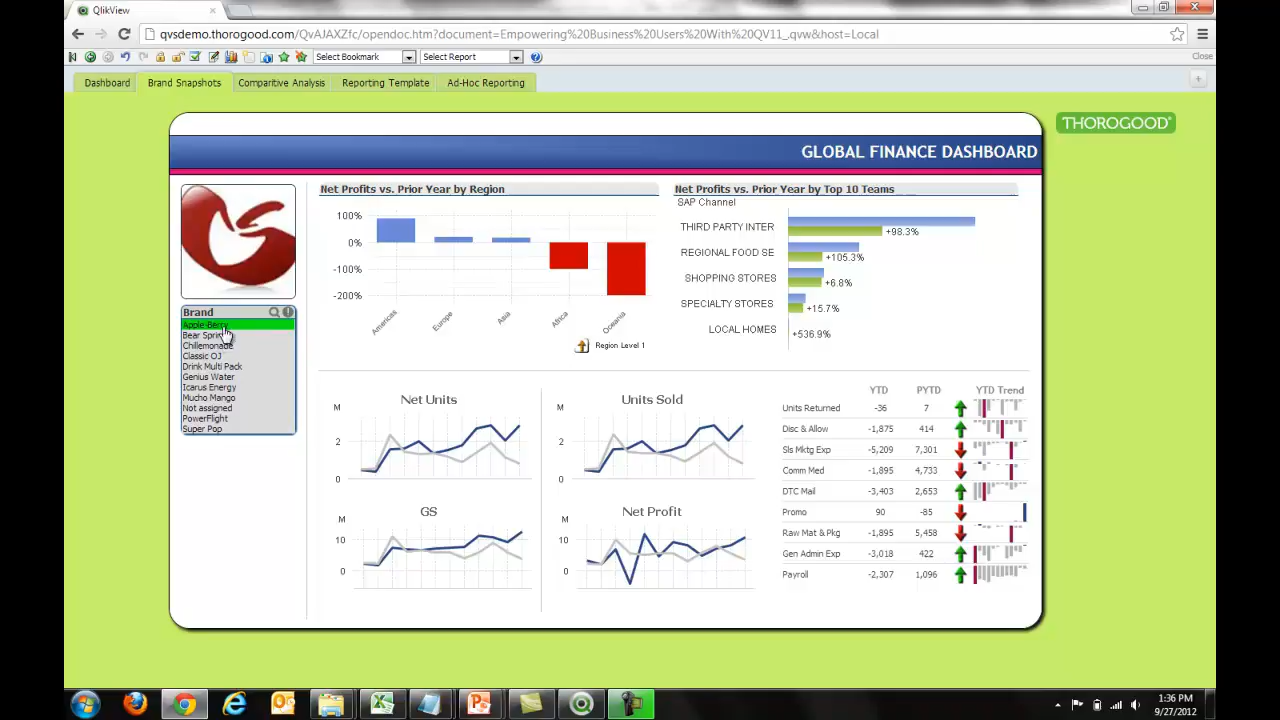 QlikView
qvsdemo.thorogood.com/QvAJAXZfc/opendoc.htm?document=Empowering%20Business%20Users%20With%20QV11_.qvw&host=Local
Select Bookmark
Select Report
Close
Dashboard
Brand Snapshots
Comparitive Analysis
Reporting Template
Ad-Hoc Reporting
THOROGOOD®
GLOBAL FINANCE DASHBOARD
Net Profits vs. Prior Year by Region
100%
0%
-100%
-200%
Americas
Europe
Asia
Africa
Oceania
Region Level 1
Net Profits vs. Prior Year by Top 10 Teams
SAP Channel
THIRD PARTY INTER
+98.3%
REGIONAL FOOD SE
+105.3%
SHOPPING STORES
+6.8%
SPECIALTY STORES
+15.7%
LOCAL HOMES
+536.9%
Brand
Apple-Berry
Bear Sprin
Chillemonade
Classic OJ
Drink Multi Pack
Genius Water
Icarus Energy
Mucho Mango
Not assigned
PowerFlight
Super Pop
Net Units
M
2
0
Units Sold
M
2
0
GS
M
10
0
Net Profit
M
10
0
YTD PYTD YTD Trend
Units Returned -36 7
Disc & Allow -1,875 414
Sls Mktg Exp -5,209 7,301
Comm Med -1,895 4,733
DTC Mail -3,403 2,653
Promo 90 -85
Raw Mat & Pkg -1,895 5,458
Gen Admin Exp -3,018 422
Payroll -2,307 1,096
1:36 PM
9/27/2012